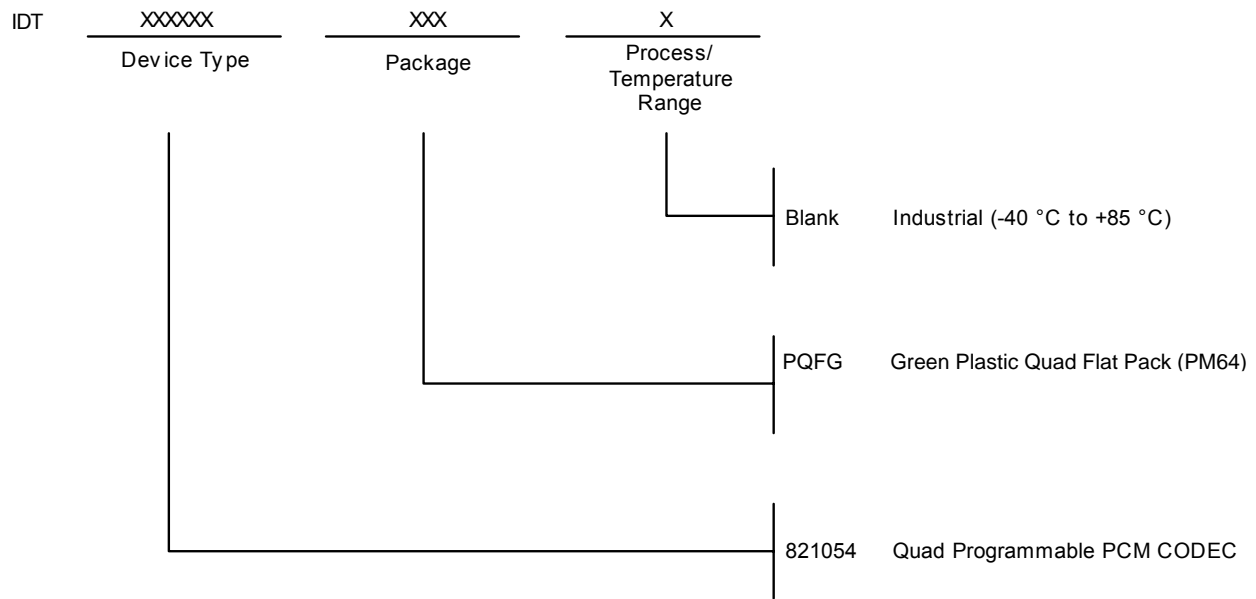 IDT XXXXXX XXX X
Device Type Package Process/
Temperature
Range
Blank Industrial (-40 °C to +85 °C)
PQFG Green Plastic Quad Flat Pack (PM64)
821054 Quad Programmable PCM CODEC